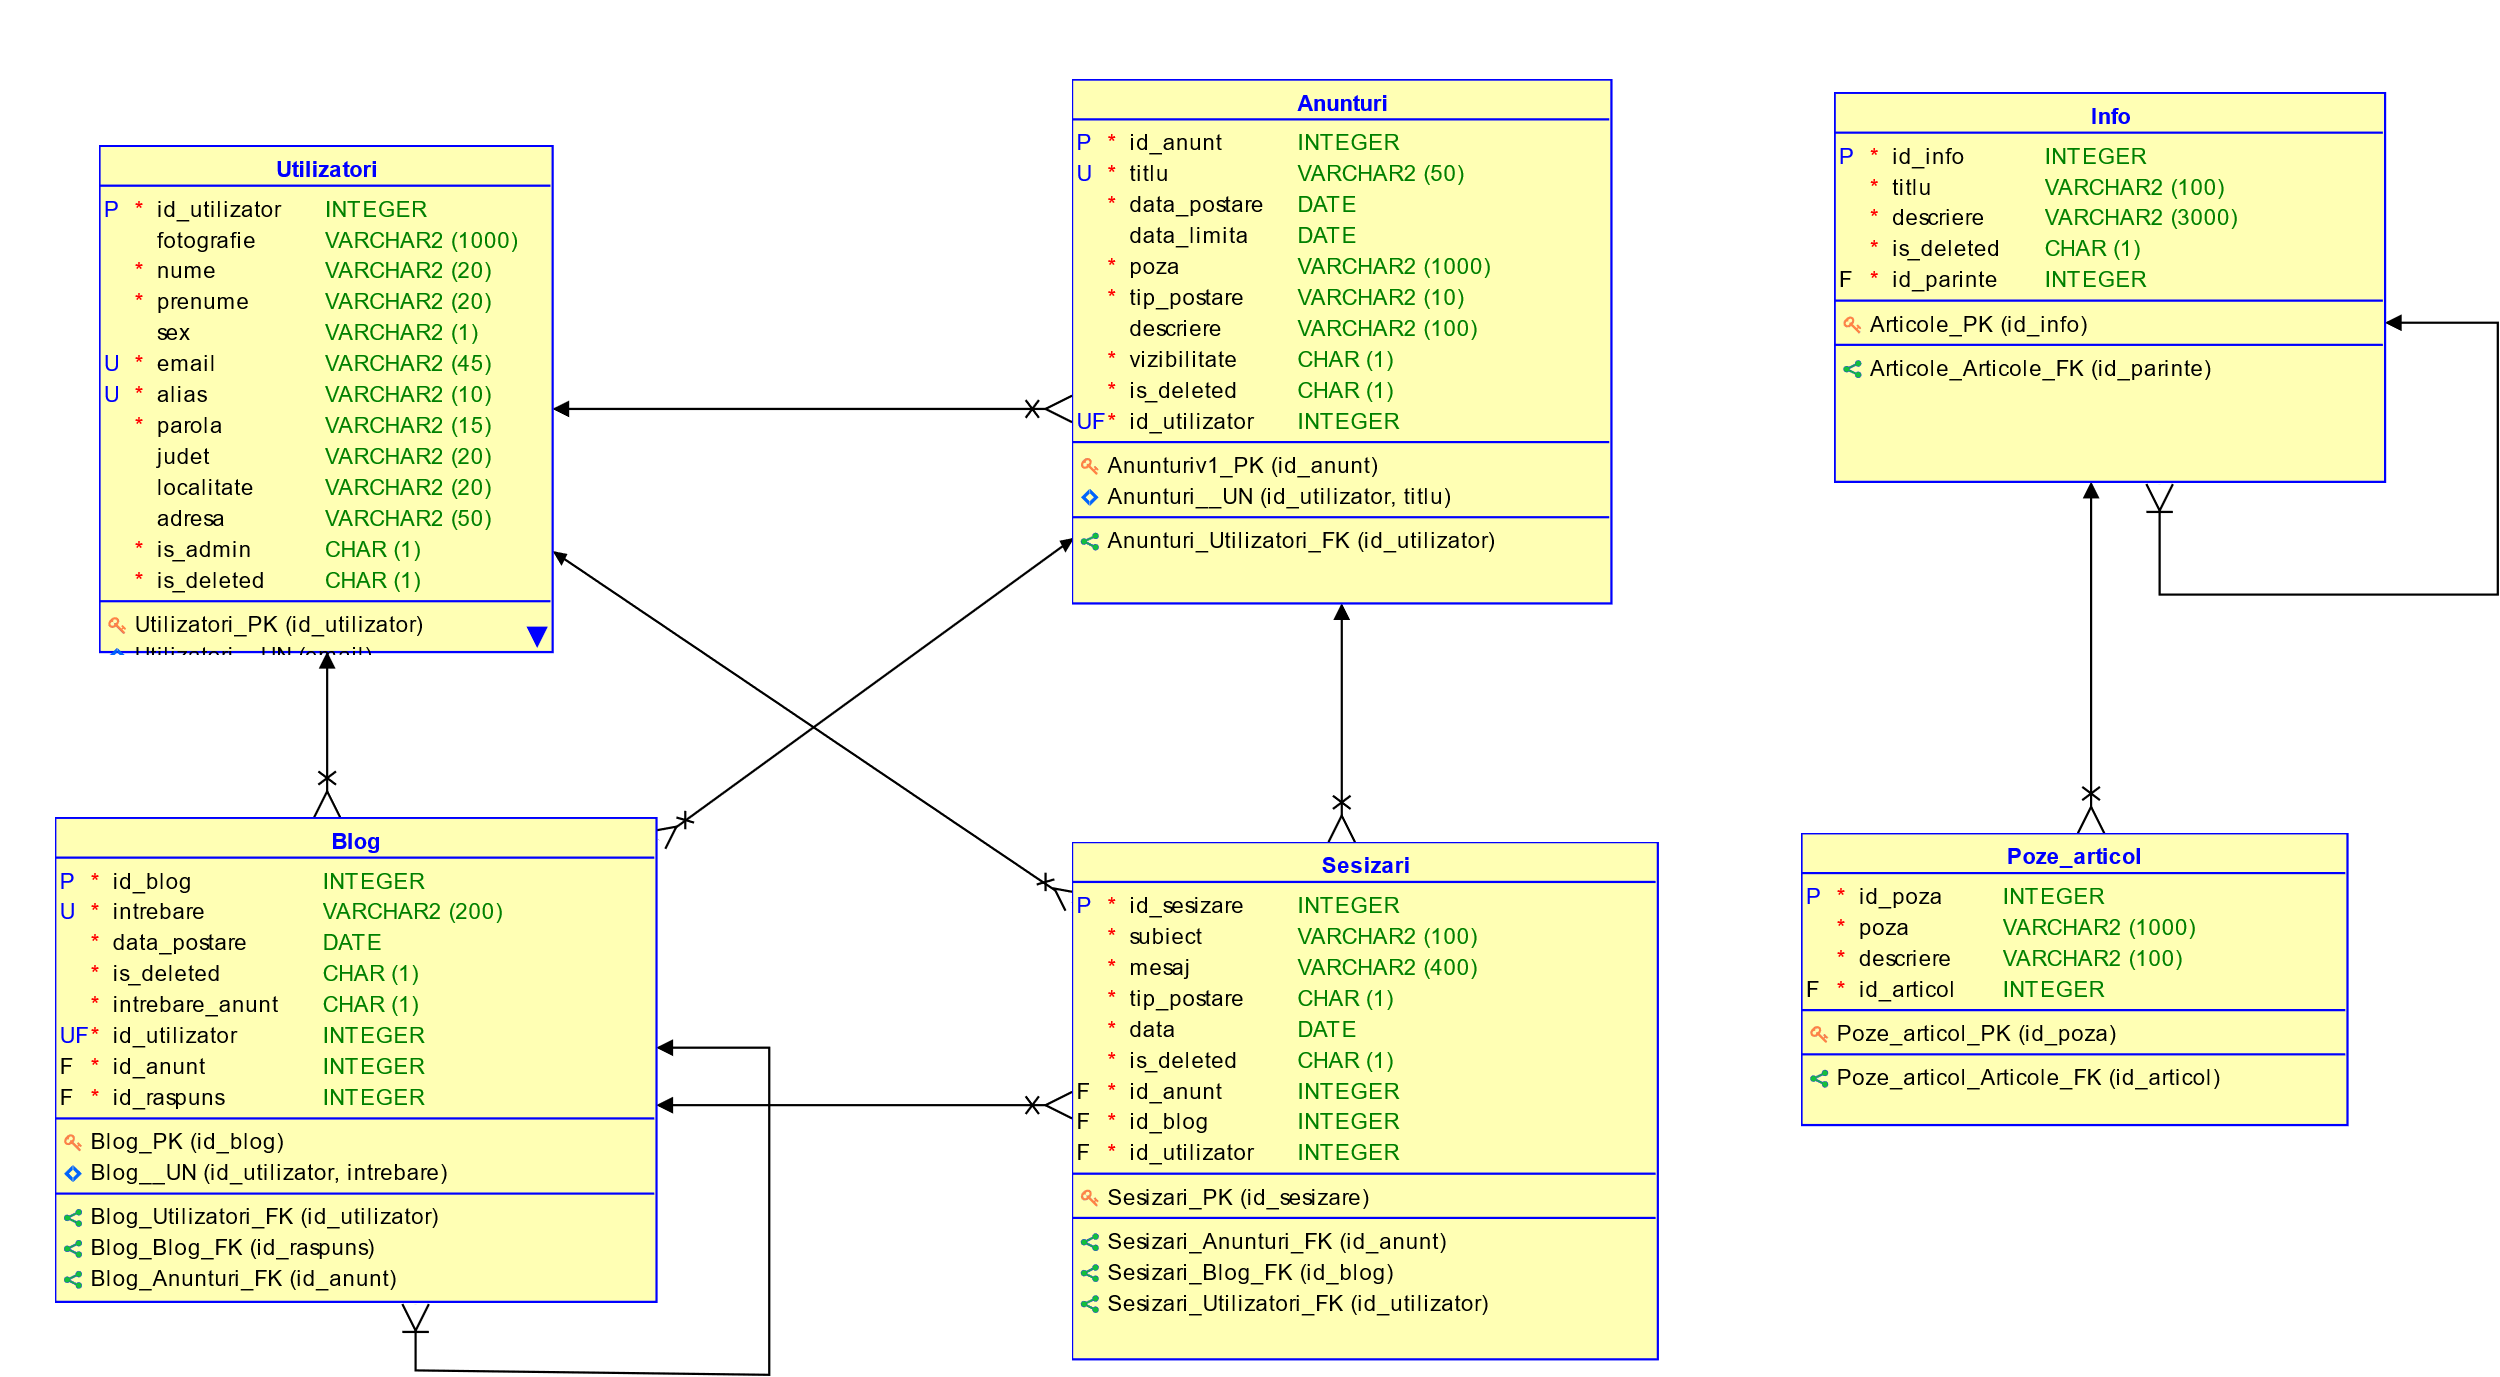 Utilizatori
P * id_utilizator INTEGER
fotografie VARCHAR2 (1000)
* nume VARCHAR2 (20)
* prenume VARCHAR2 (20)
sex VARCHAR2 (1)
U * email VARCHAR2 (45)
U * alias VARCHAR2 (10)
* parola VARCHAR2 (15)
judet VARCHAR2 (20)
localitate VARCHAR2 (20)
adresa VARCHAR2 (50)
* is_admin CHAR (1)
* is_deleted CHAR (1)
Utilizatori_PK (id_utilizator)
Anunturi
P * id_anunt INTEGER
U * titlu VARCHAR2 (50)
* data_postare DATE
data_limita DATE
* poza VARCHAR2 (1000)
* tip_postare VARCHAR2 (10)
descriere VARCHAR2 (100)
* vizibilitate CHAR (1)
* is_deleted CHAR (1)
UF* id_utilizator INTEGER
Anunturiv1_PK (id_anunt)
Anunturi__UN (id_utilizator, titlu)
Anunturi_Utilizatori_FK (id_utilizator)
Info
P * id_info INTEGER
* titlu VARCHAR2 (100)
* descriere VARCHAR2 (3000)
* is_deleted CHAR (1)
F * id_parinte INTEGER
Articole_PK (id_info)
Articole_Articole_FK (id_parinte)
Blog
P * id_blog INTEGER
U * intrebare VARCHAR2 (200)
* data_postare DATE
* is_deleted CHAR (1)
* intrebare_anunt CHAR (1)
UF* id_utilizator INTEGER
F * id_anunt INTEGER
F * id_raspuns INTEGER
Blog_PK (id_blog)
Blog__UN (id_utilizator, intrebare)
Blog_Utilizatori_FK (id_utilizator)
Blog_Blog_FK (id_raspuns)
Blog_Anunturi_FK (id_anunt)
Sesizari
P * id_sesizare INTEGER
* subiect VARCHAR2 (100)
* mesaj VARCHAR2 (400)
* tip_postare CHAR (1)
* data DATE
* is_deleted CHAR (1)
F * id_anunt INTEGER
F * id_blog INTEGER
F * id_utilizator INTEGER
Sesizari_PK (id_sesizare)
Sesizari_Anunturi_FK (id_anunt)
Sesizari_Blog_FK (id_blog)
Sesizari_Utilizatori_FK (id_utilizator)
Poze_articol
P * id_poza INTEGER
* poza VARCHAR2 (1000)
* descriere VARCHAR2 (100)
F * id_articol INTEGER
Poze_articol_PK (id_poza)
Poze_articol_Articole_FK (id_articol)